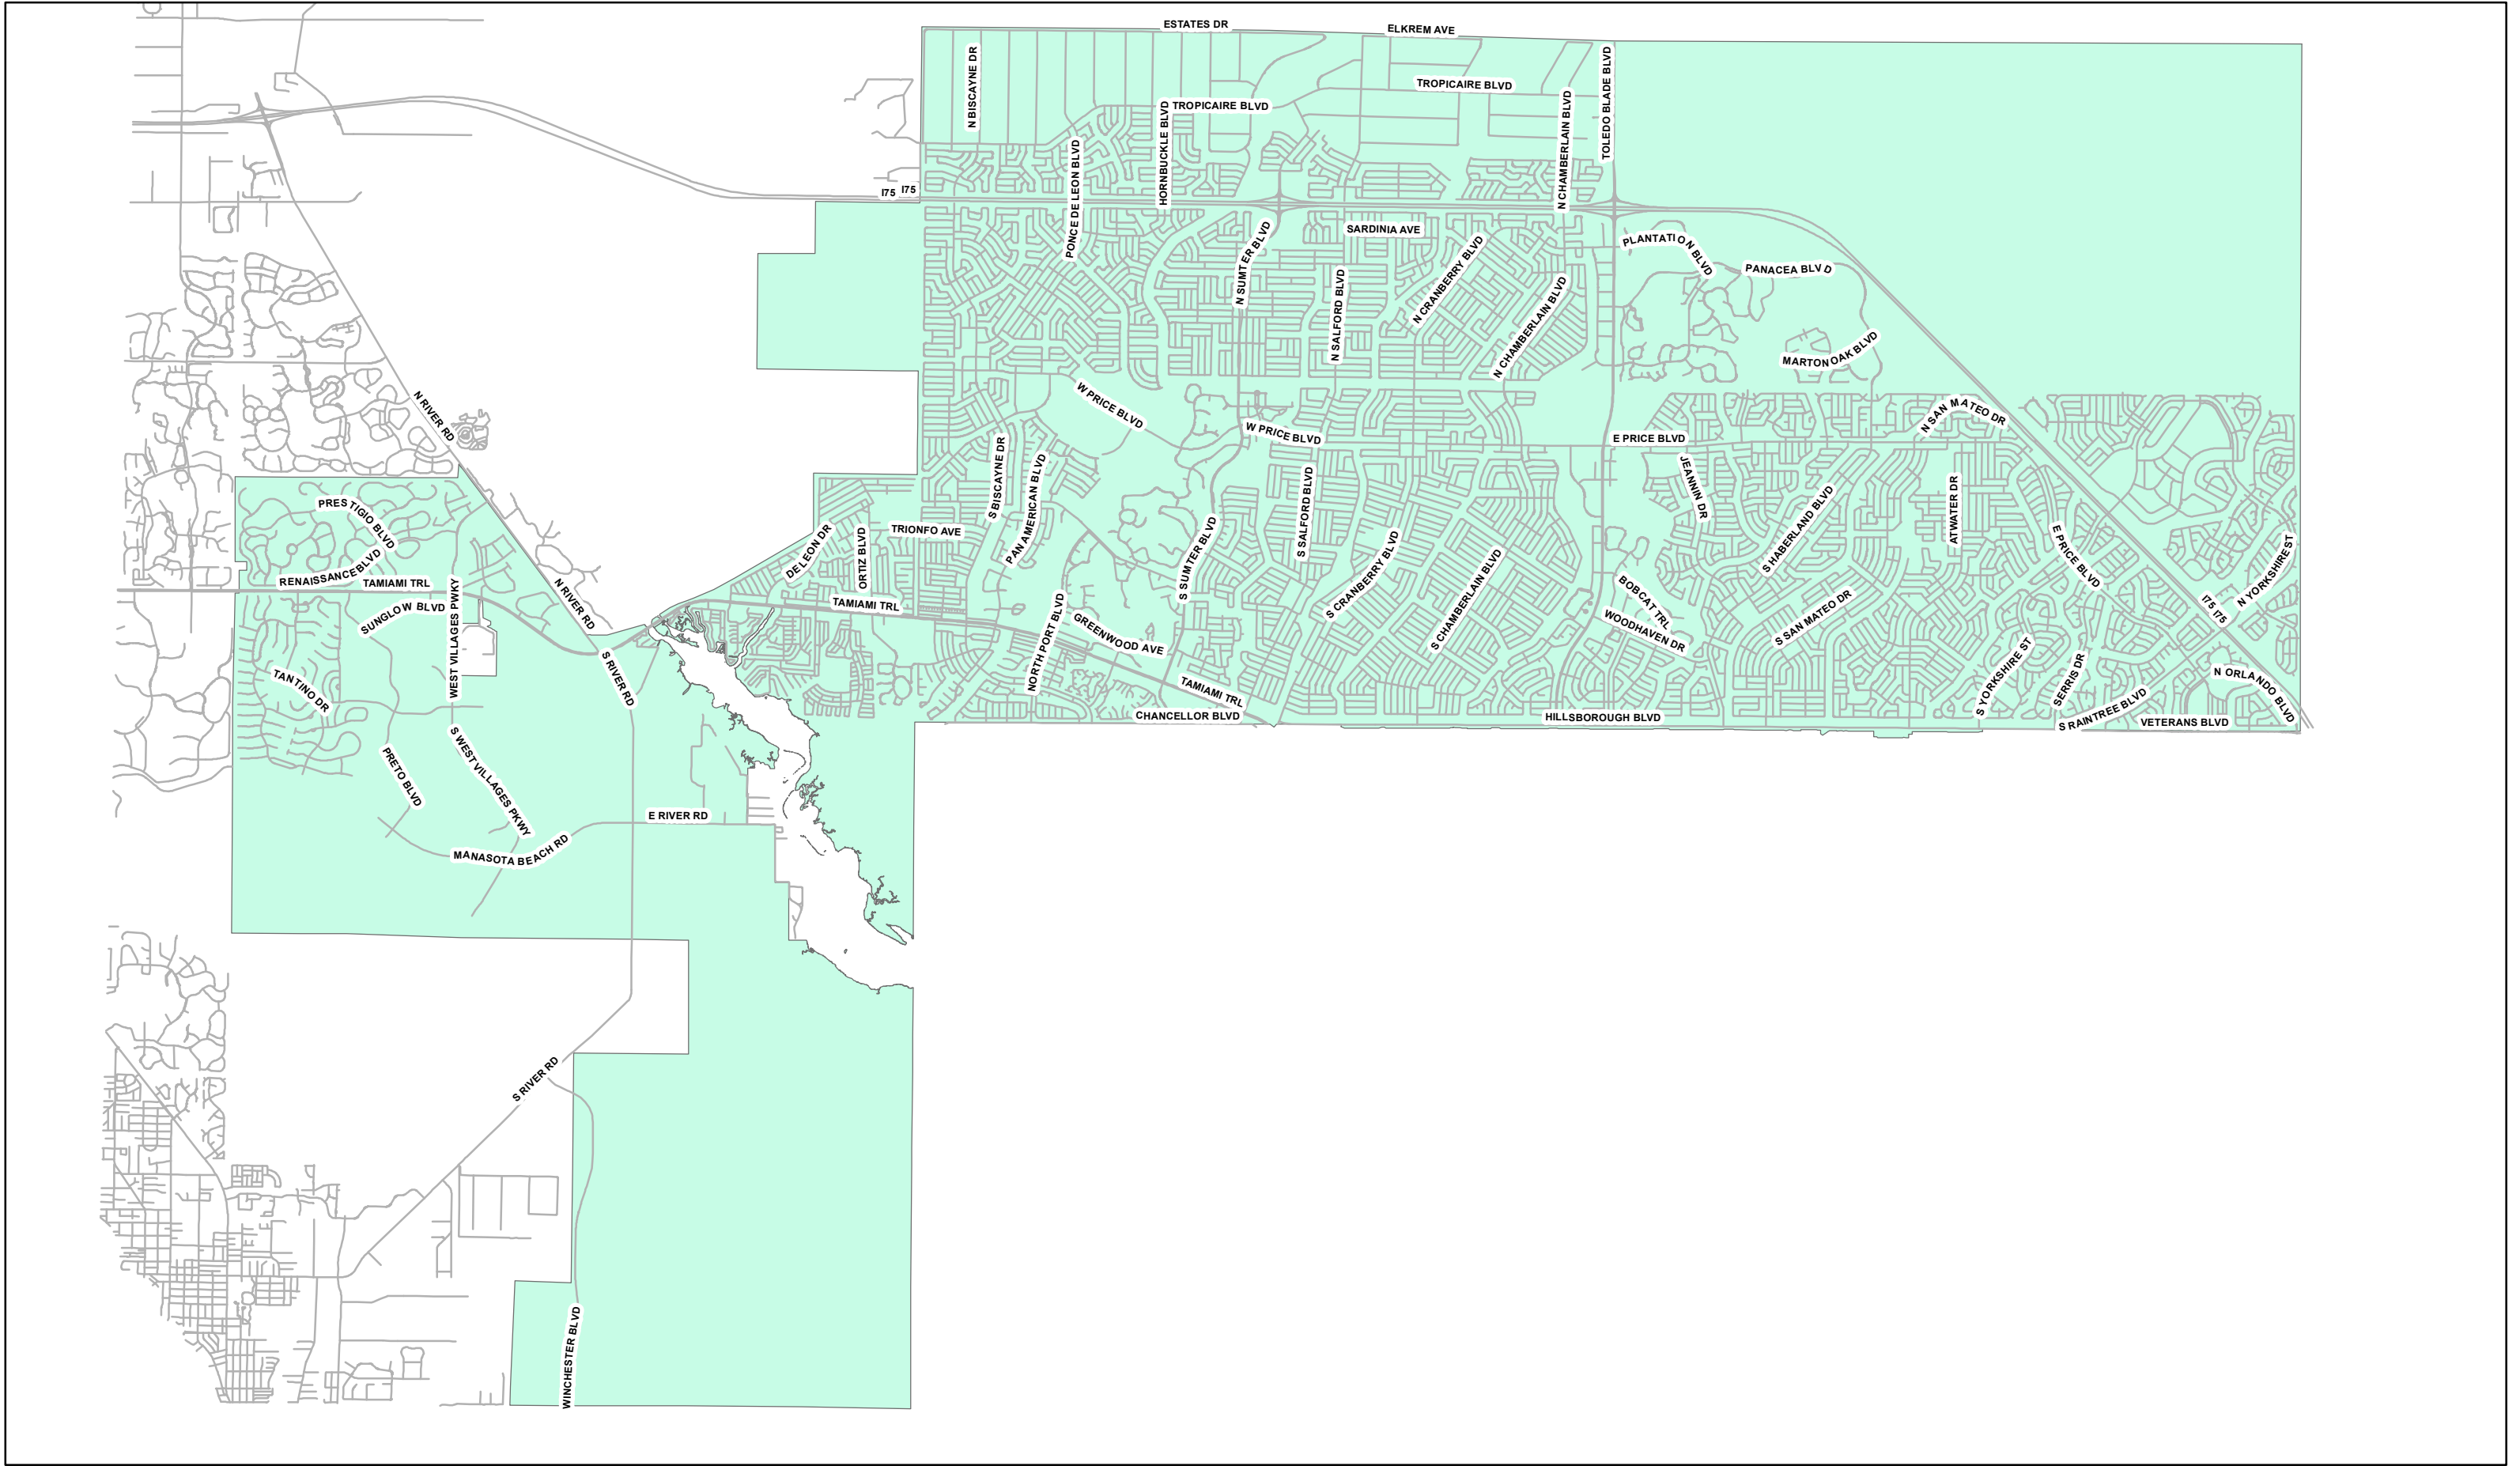 ESTATES DR
ELKREM AVE
N BISCAYNE DR
TROPICAIRE BLVD
TROPICAIRE BLVD
TOLEDO BLADE BLVD
HORNBUCKLE BLVD
N CHAMBERLAIN BLVD
PONCE DE LEON BLVD
I75
I75
SARDINIA AVE
N SUMTER BLVD
N CRANBERRY BLVD
PLANTATION BLVD
PANACEA BLVD
N SALFORD BLVD
N CHAMBERLAIN BLVD
MARTON OAK BLVD
N RIVER RD
W PRICE BLVD
W PRICE BLVD
E PRICE BLVD
N SAN MATEO DR
S BISCAYNE DR
PAN AMERICAN BLVD
S SALFORD BLVD
JEANNIN DR
S HABERLAND BLVD
ATWATER DR
PRESTIGIO BLVD
TRIONFO AVE
DE LEON DR
ORTIZ BLVD
S SUMTER BLVD
S CRANBERRY BLVD
S CHAMBERLAIN BLVD
E PRICE BLVD
N YORKSHIRE ST
RENAISSANCE BLVD
TAMIAMI TRL
TAMIAMI TRL
N RIVER RD
BOBCAT TRL
I75
I75
SUNGLOW BLVD
WEST VILLAGES PWKY
NORTH PORT BLVD
GREENWOOD AVE
WOODHAVEN DR
S SAN MATEO DR
S YORKSHIRE ST
SERRIS DR
N ORLANDO BLVD
TANTINO DR
S RIVER RD
TAMIAMI TRL
CHANCELLOR BLVD
HILLSBOROUGH BLVD
S RAINTREE BLVD
VETERANS BLVD
PRETO BLVD
S WEST VILLAGES PKWY
E RIVER RD
MANASOTA BEACH RD
S RIVER RD
WINCHESTER BLVD